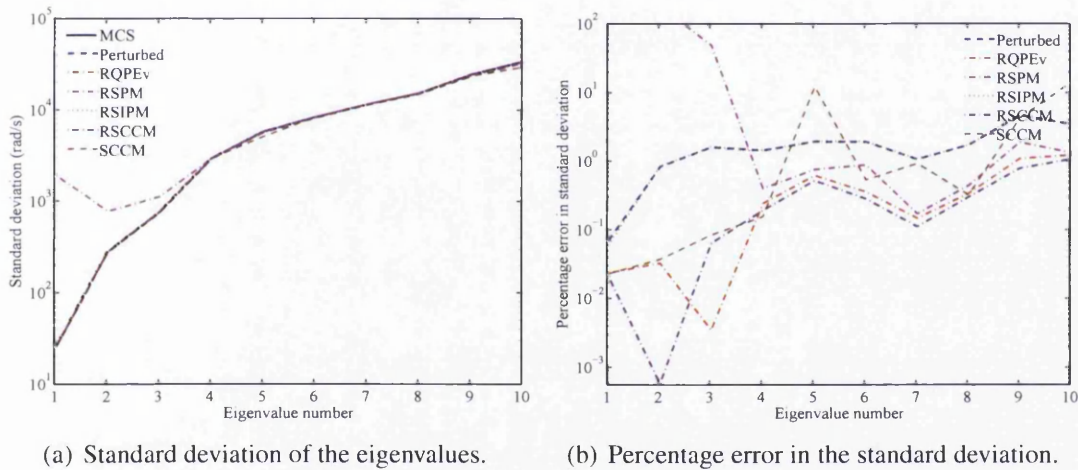 10^5
10^4
10^3
10^2
10^1
Standard deviation (rad/s)
MCS
Perturbed
RQPEv
RSPM
RSIPM
RSCCM
SCCM
1 2 3 4 5 6 7 8 9 10
Eigenvalue number
(a) Standard deviation of the eigenvalues.
10^2
10^1
10^0
10^-1
10^-2
10^-3
Percentage error in standard deviation
Perturbed
RQPEv
RSPM
RSIPM
RSCCM
SCCM
1 2 3 4 5 6 7 8 9 10
Eigenvalue number
(b) Percentage error in the standard deviation.